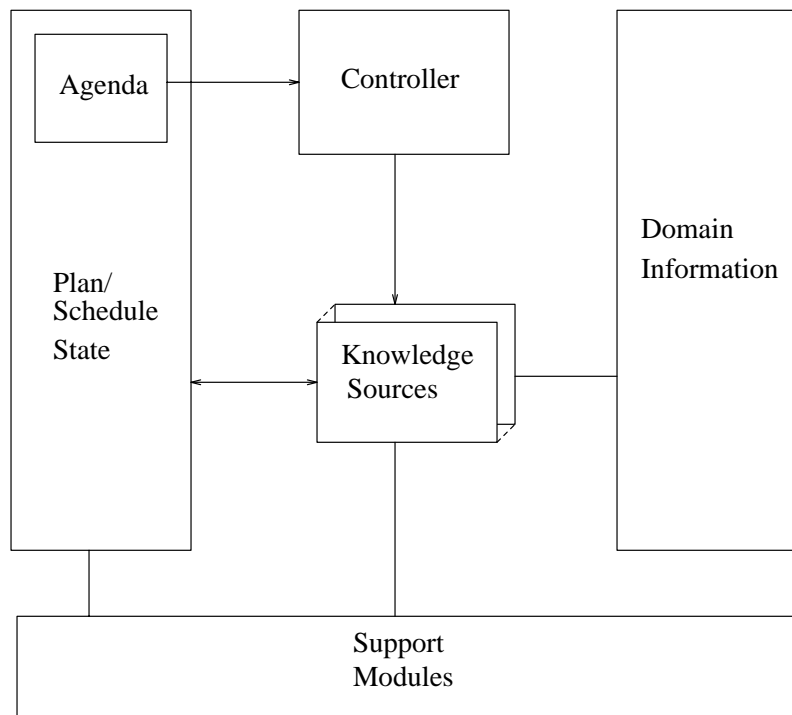 Agenda
Controller
Domain
Information
Plan/
Schedule
State
Knowledge
Sources
Support
Modules